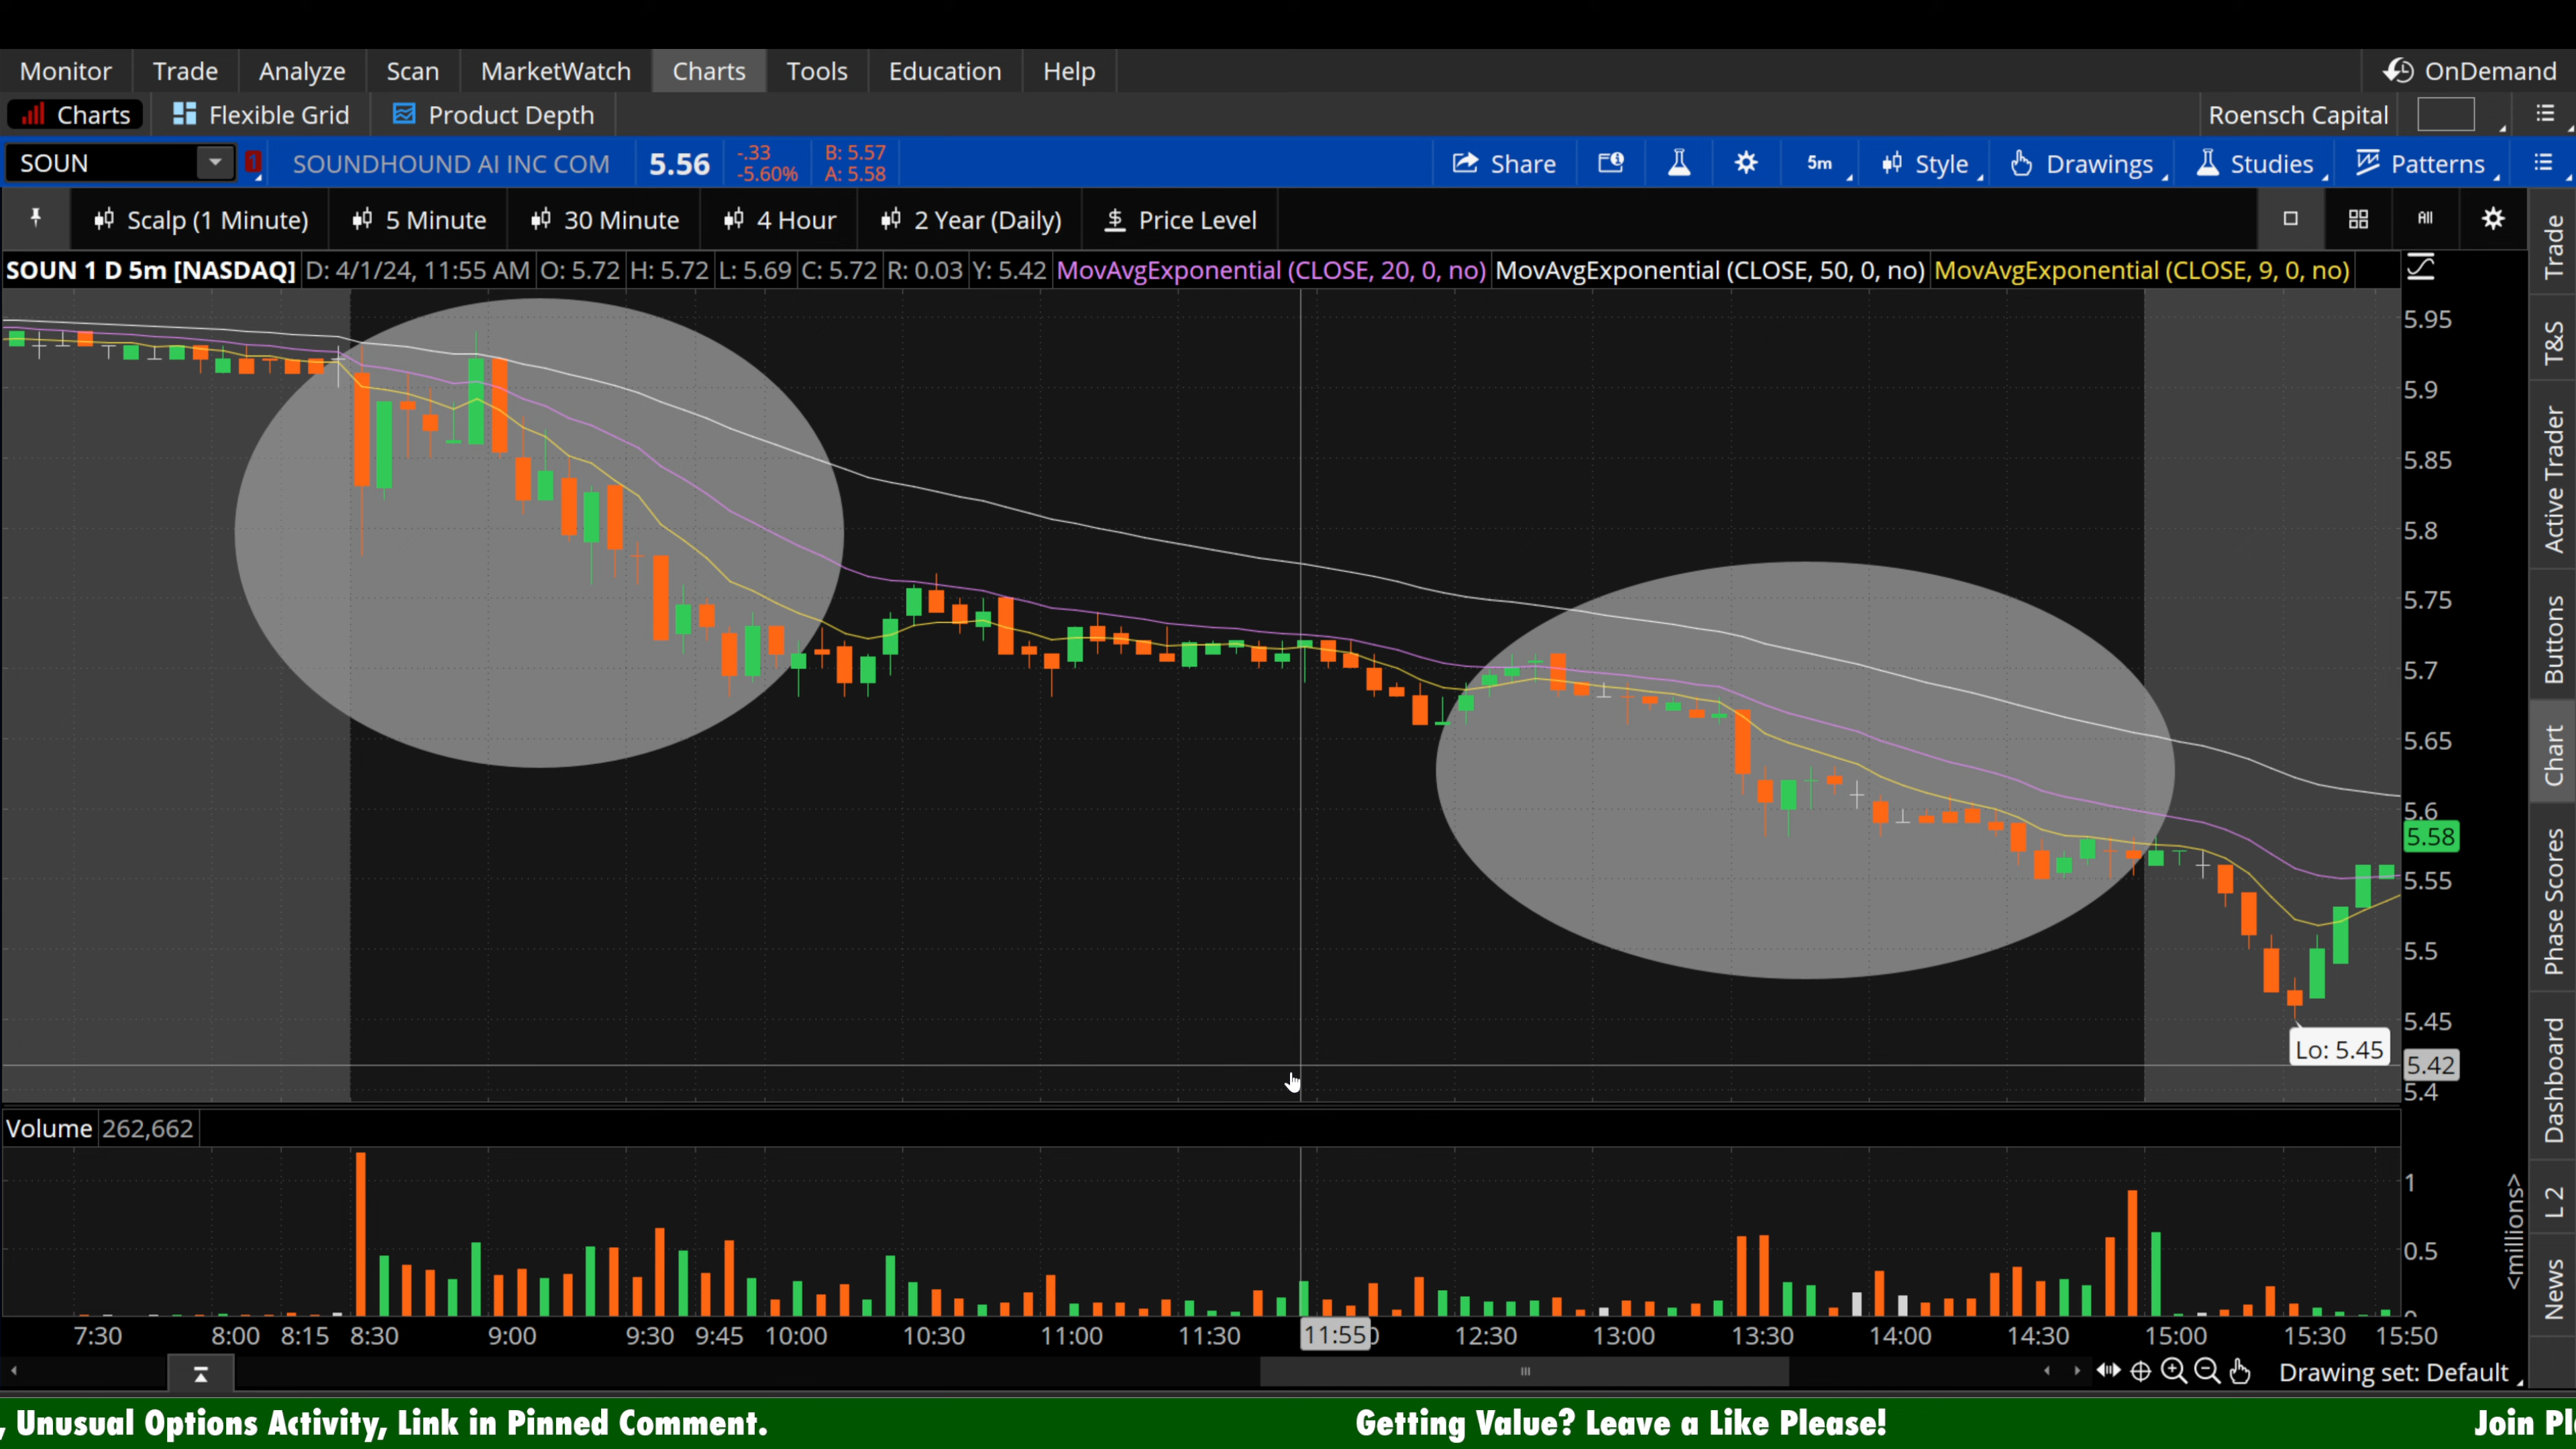 Monitor Trade Analyze Scan MarketWatch Charts Tools Education Help OnDemand
Charts Flexible Grid Product Depth Roensch Capital
SOUN 1 SOUNDHOUND AI INC COM 5.56 -.33 -5.60% B: 5.57 A: 5.58 Share 5m Style Drawings Studies Patterns
Scalp (1 Minute) 5 Minute 30 Minute 4 Hour 2 Year (Daily) $ Price Level All
SOUN 1 D 5m [NASDAQ] D: 4/1/24, 11:55 AM O: 5.72 H: 5.72 L: 5.69 C: 5.72 R: 0.03 Y: 5.42 MovAvgExponential (CLOSE, 20, 0, no) MovAvgExponential (CLOSE, 50, 0, no) MovAvgExponential (CLOSE, 9, 0, no)
5.95
5.9
5.85
5.8
5.75
5.7
5.65
5.6
5.58
5.55
5.5
5.45
Lo: 5.45
5.42
5.4
Volume 262,662
1
0.5
0
<millions>
7:30 8:00 8:15 8:30 9:00 9:30 9:45 10:00 10:30 11:00 11:30 11:55 12:30 13:00 13:30 14:00 14:30 15:00 15:30 15:50
Drawing set: Default
Trade
T&S
Active Trader
Buttons
Chart
Phase Scores
Dashboard
L 2
News
, Unusual Options Activity, Link in Pinned Comment. Getting Value? Leave a Like Please! Join